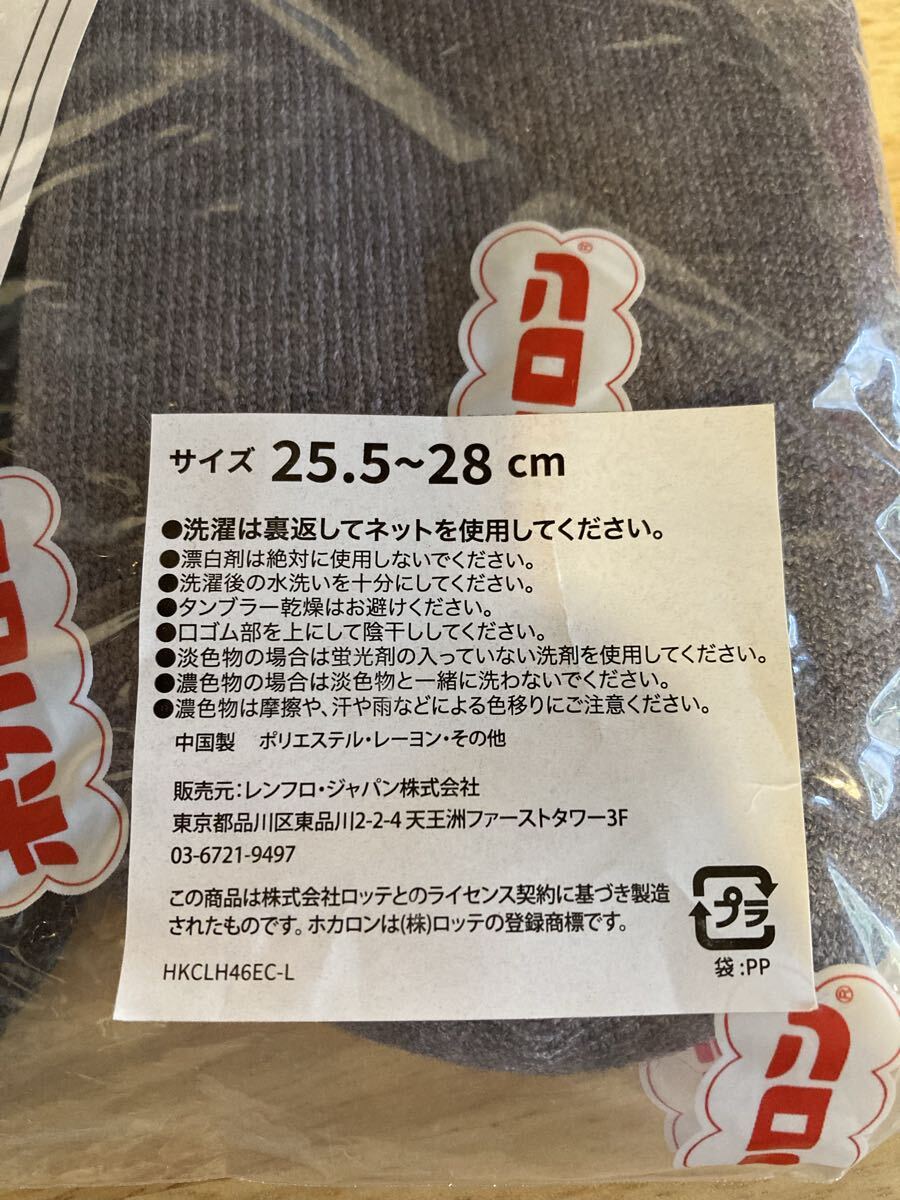 ハロ
®
サイズ 25.5~28 cm
●洗濯は裏返してネットを使用してください。
●漂白剤は絶対に使用しないでください。
●洗濯後の水洗いを十分にしてください。
●タンブラー乾燥はお避けください。
●口ゴム部を上にして陰干ししてください。
●淡色物の場合は蛍光剤の入っていない洗剤を使用してください。
●濃色物の場合は淡色物と一緒に洗わないでください。
●濃色物は摩擦や、汗や雨などによる色移りにご注意ください。
中国製 ポリエステル・レーヨン・その他
販売元:レンフロ・ジャパン株式会社
東京都品川区東品川2-2-4 天王洲ファーストタワー3F
03-6721-9497
この商品は株式会社ロッテとのライセンス契約に基づき製造
されたものです。ホカロンは(株)ロッテの登録商標です。
HKCLH46EC-L
プラ
袋:PP
ホ
ハロ
®